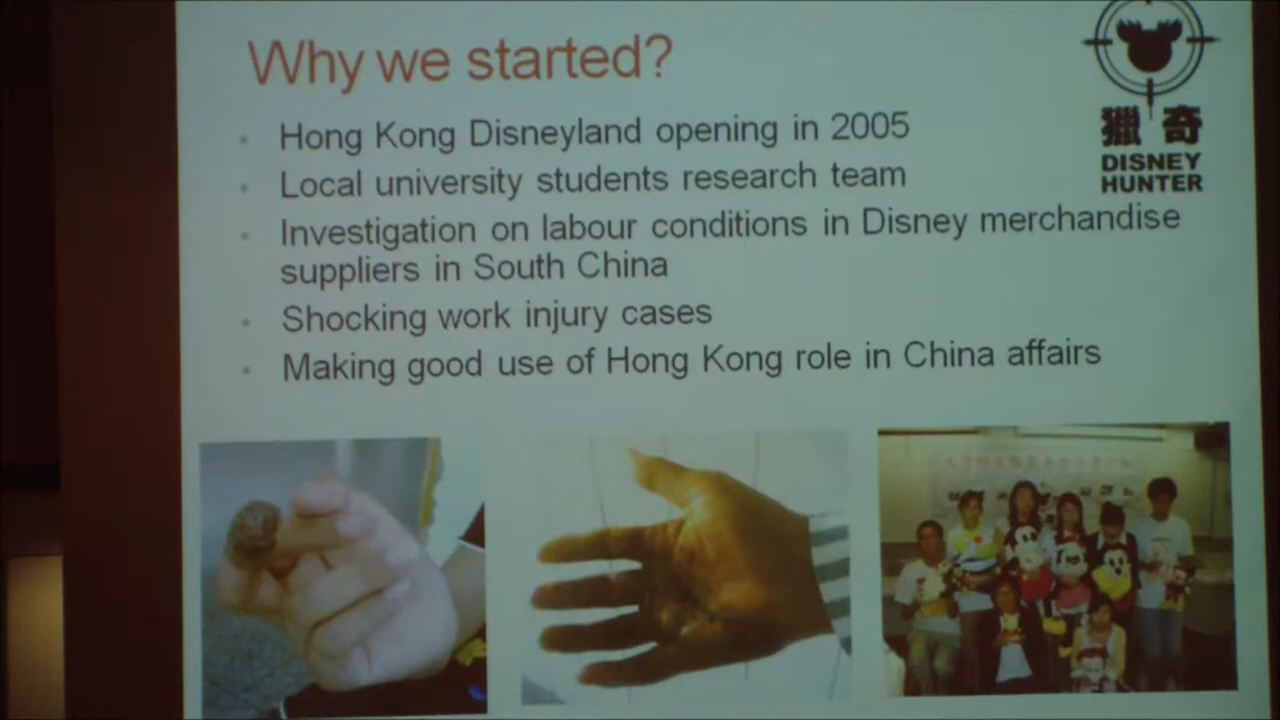 Why we started?
Hong Kong Disneyland opening in 2005
Local university students research team
Investigation on labour conditions in Disney merchandise
suppliers in South China
Shocking work injury cases
Making good use of Hong Kong role in China affairs
獵奇
DISNEY
HUNTER